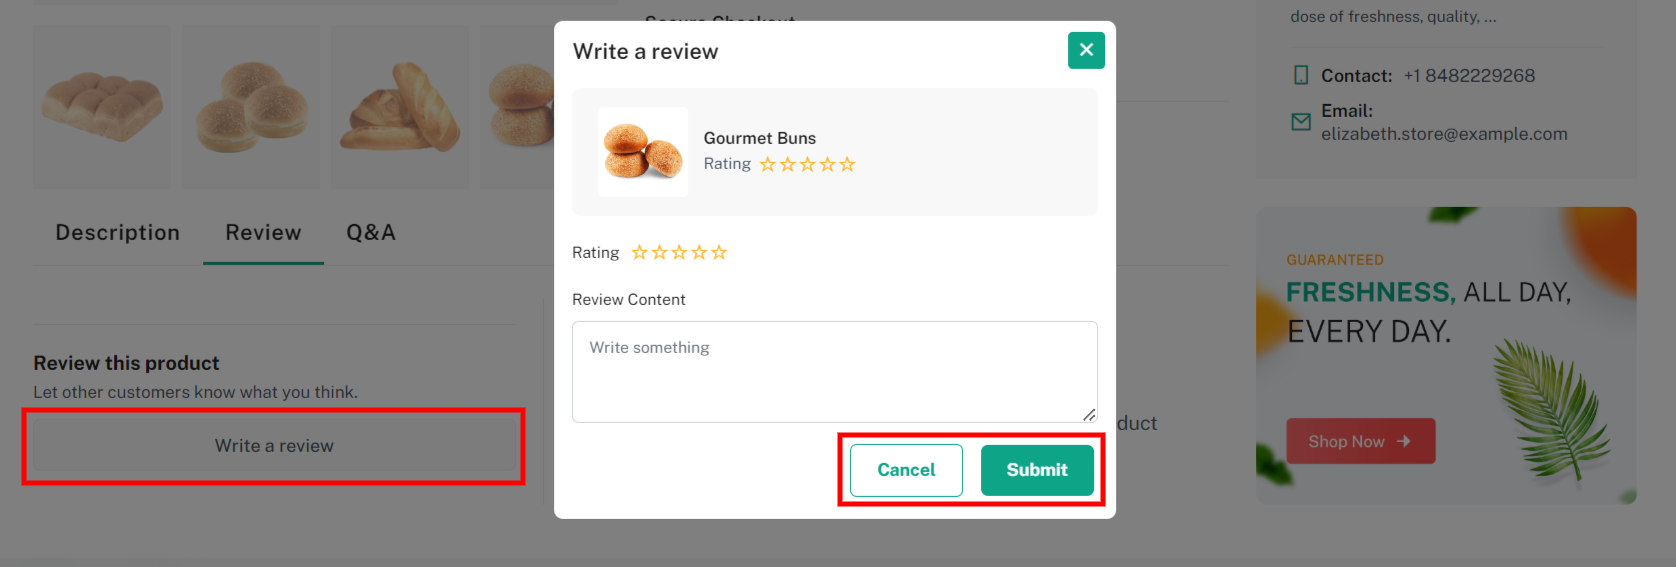 Secure Checkout
Write a review
Gourmet Buns
Rating
Rating
Review Content
Write something
Cancel
Submit
Description
Review
Q&A
Review this product
Let other customers know what you think.
Write a review
duct
dose of freshness, quality, ...
Contact: +1 8482229268
Email:
elizabeth.store@example.com
GUARANTEED
FRESHNESS, ALL DAY,
EVERY DAY.
Shop Now